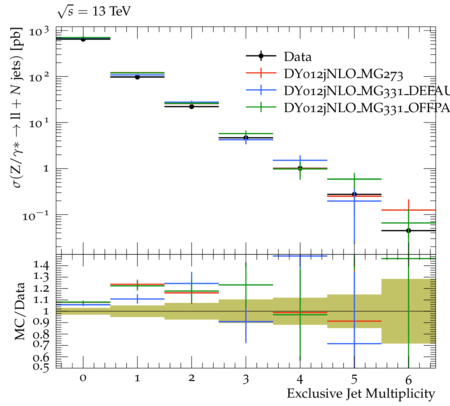 √s = 13 TeV
σ(Z/γ* → ll + N jets) [pb]
10³
10²
10¹
1
10⁻¹
Data
DY012jNLO_MG273
DY012jNLO_MG331_DEFAU
DY012jNLO_MG331_OFFPA
MC/Data
1.4
1.3
1.2
1.1
1
0.9
0.8
0.7
0.6
0.5
0 1 2 3 4 5 6
Exclusive Jet Multiplicity